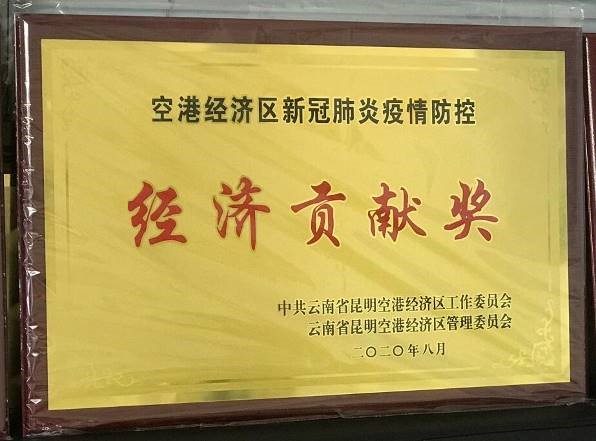 空港经济区新冠肺炎疫情防控
经济贡献奖
中共云南省昆明空港经济区工作委员会
云南省昆明空港经济区管理委员会
二〇二〇年八月